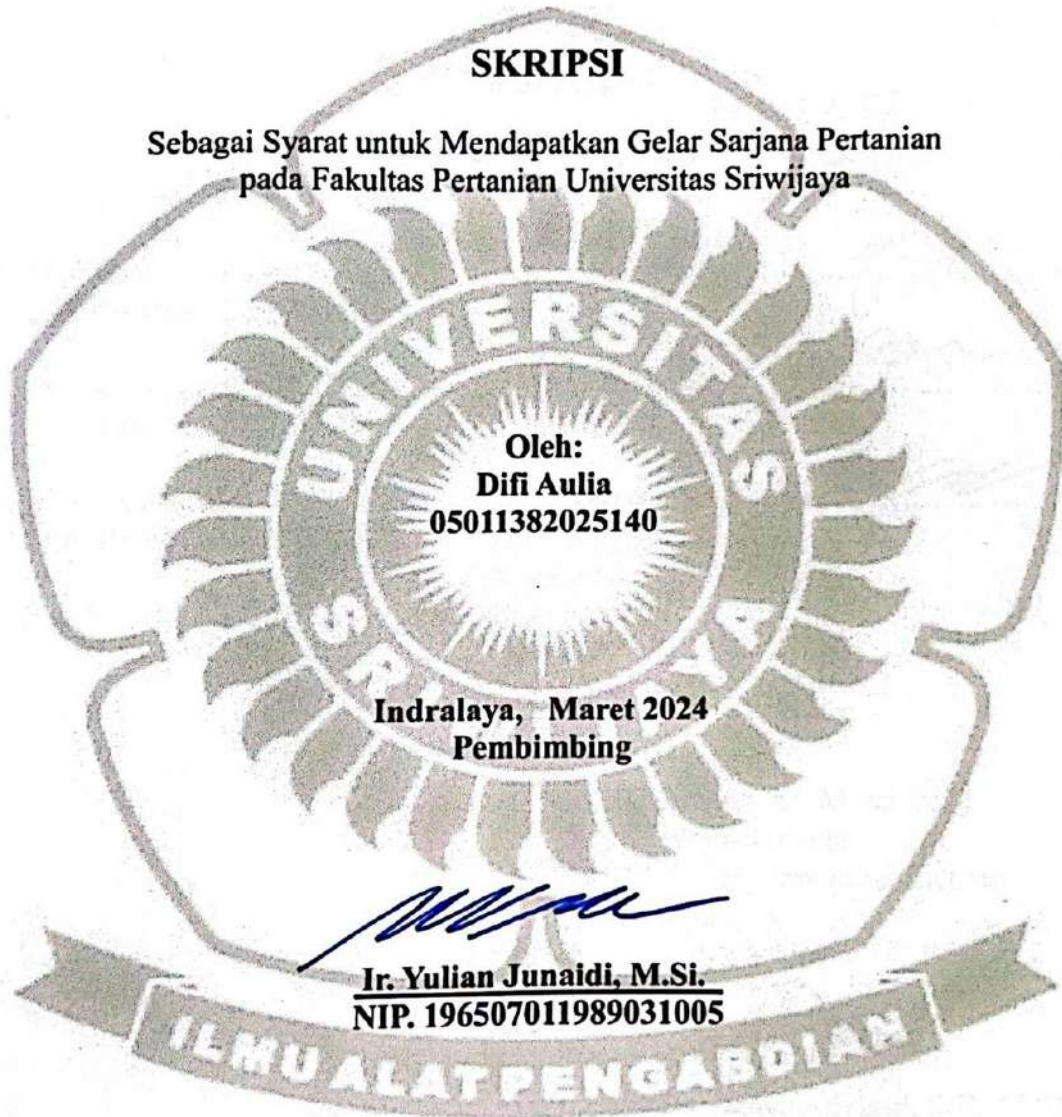 SKRIPSI
Sebagai Syarat untuk Mendapatkan Gelar Sarjana Pertanian
pada Fakultas Pertanian Universitas Sriwijaya
UNIVERSITAS
Oleh:
Difi Aulia
05011382025140
SRIWIJAYA
Indralaya, Maret 2024
Pembimbing
Ir. Yulian Junaidi, M.Si.
NIP. 196507011989031005
ILMU ALAT PENGABDIAN